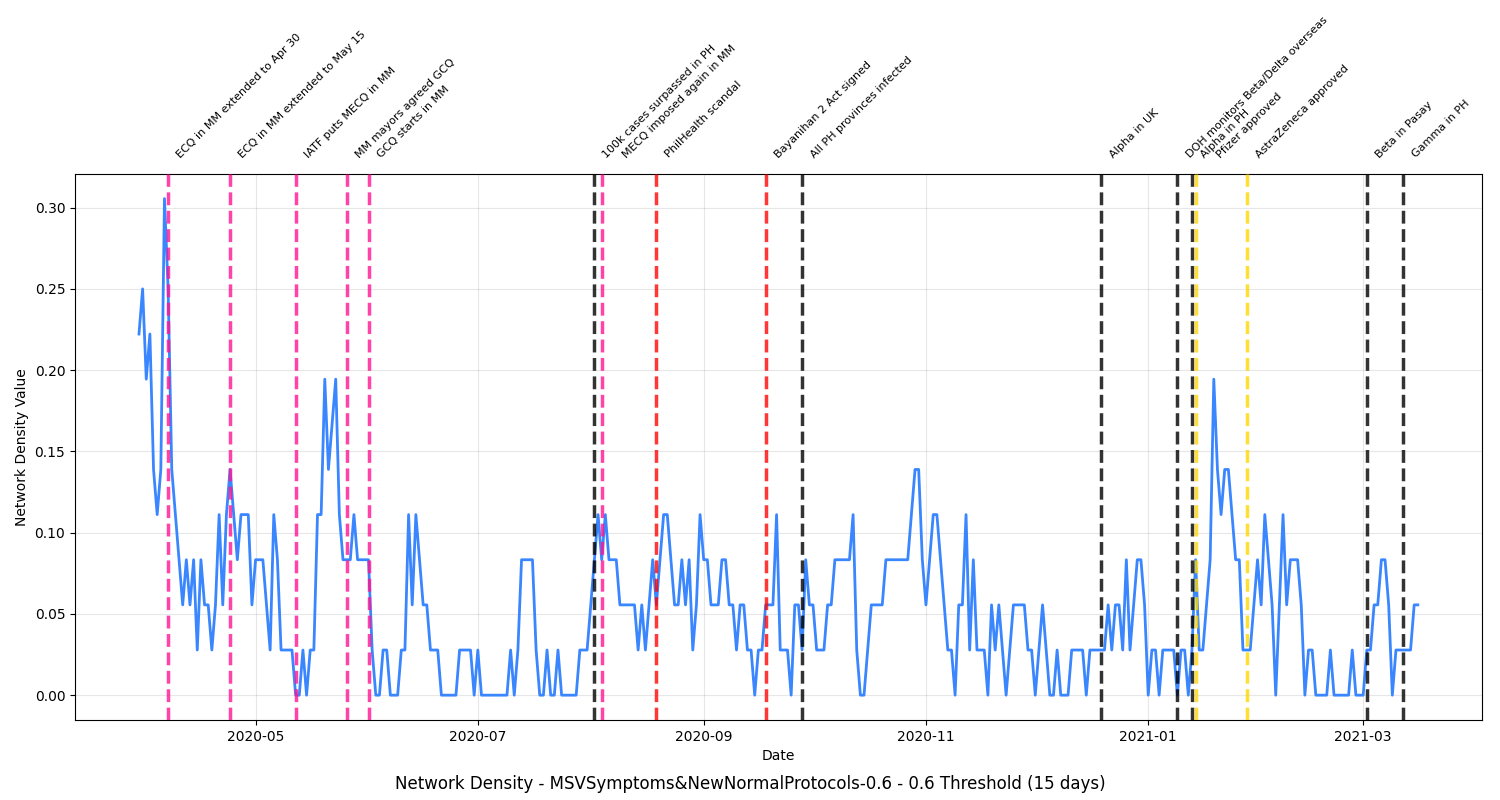 ECQ in MM extended to Apr 30
ECQ in MM extended to May 15
IATF puts MECQ in MM
MM mayors agreed GCQ
GCQ starts in MM
100k cases surpassed in PH
MECQ imposed again in MM
PhilHealth scandal
Bayanihan 2 Act signed
All PH provinces infected
Alpha in UK
DOH monitors Beta/Delta overseas
Alpha in PH
Pfizer approved
AstraZeneca approved
Beta in Pasay
Gamma in PH
Network Density Value
0.30
0.25
0.20
0.15
0.10
0.05
0.00
2020-05
2020-07
2020-09
2020-11
2021-01
2021-03
Date
Network Density - MSVSymptoms&NewNormalProtocols-0.6 - 0.6 Threshold (15 days)